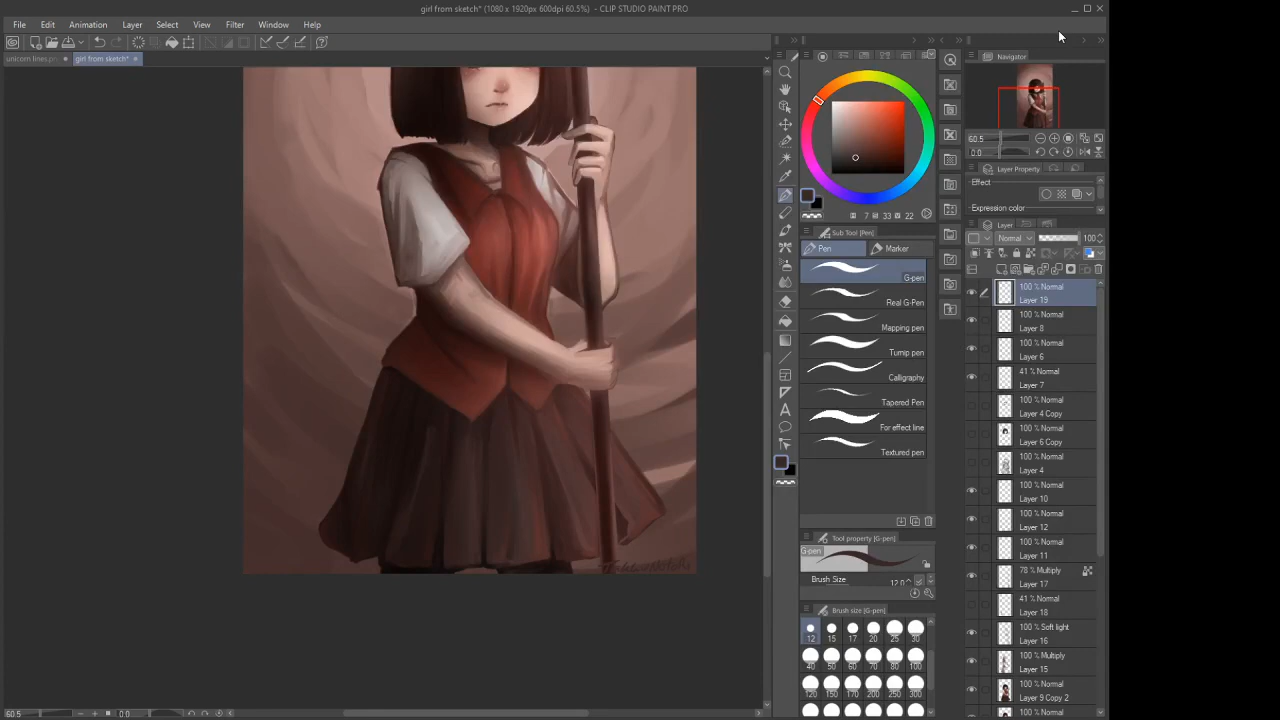 girl from sketch* (1080 x 1920px 600dpi 60.5%) - CLIP STUDIO PAINT PRO
File Edit Animation Layer Select View Filter Window Help
unicorn lines.pn
girl from sketch*
Navigator
60.5
0.0
Layer Property
Effect
Expression color
7 33 22
Sub Tool [Pen]
Pen Marker
G-pen
Real G-Pen
Mapping pen
Turnip pen
Calligraphy
Tapered Pen
For effect line
Textured pen
Tool property [G-pen]
G-pen
Brush Size 12.0
Brush size [G-pen]
12 15 17 20 25 30
40 50 60 70 80 100
120 150 170 200 250 300
Layer
Normal 100
100 % Normal
Layer 19
100 % Normal
Layer 8
100 % Normal
Layer 6
41 % Normal
Layer 7
100 % Normal
Layer 4 Copy
100 % Normal
Layer 6 Copy
100 % Normal
Layer 4
100 % Normal
Layer 10
100 % Normal
Layer 12
100 % Normal
Layer 11
78 % Multiply
Layer 17
41 % Normal
Layer 18
100 % Soft light
Layer 16
100 % Multiply
Layer 15
100 % Normal
Layer 9 Copy 2
100 % Normal
60.5 0.0